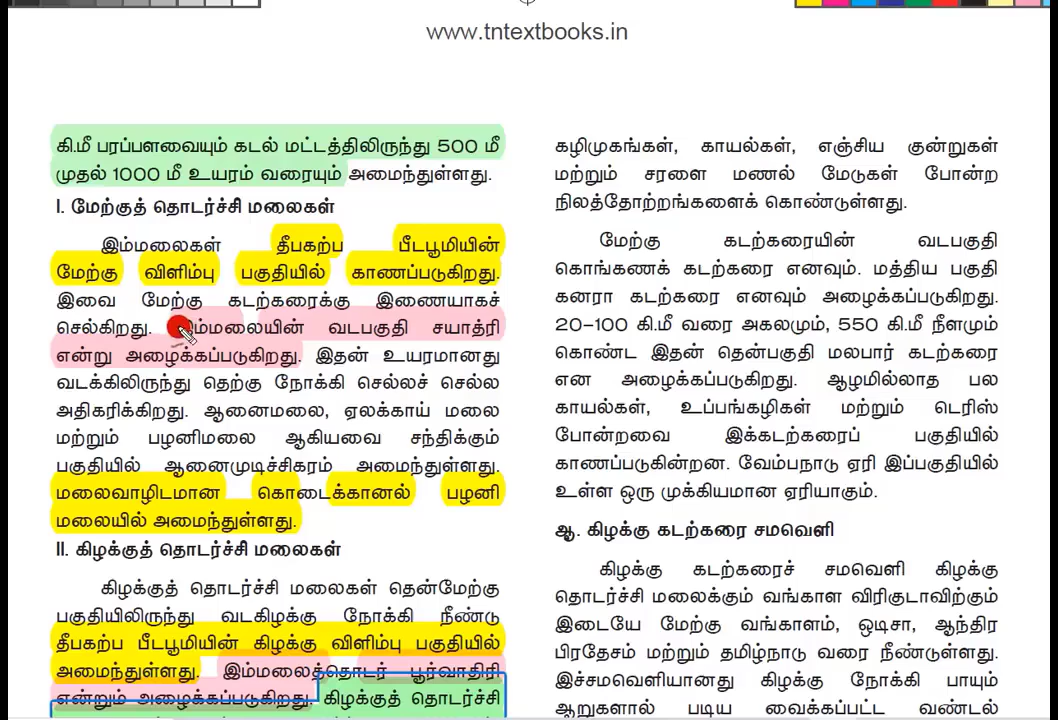 www.tntextbooks.in
கி.மீ பரப்பளவையும் கடல் மட்டத்திலிருந்து 500 மீ
முதல் 1000 மீ உயரம் வரையும் அமைந்துள்ளது.
I. மேற்குத் தொடர்ச்சி மலைகள்
இம்மலைகள் தீபகற்ப பீடபூமியின்
மேற்கு விளிம்பு பகுதியில் காணப்படுகிறது.
இவை மேற்கு கடற்கரைக்கு இணையாகச்
செல்கிறது. இம்மலையின் வடபகுதி சயாத்ரி
என்று அழைக்கப்படுகிறது. இதன் உயரமானது
வடக்கிலிருந்து தெற்கு நோக்கி செல்லச் செல்ல
அதிகரிக்கிறது. ஆனைமலை, ஏலக்காய் மலை
மற்றும் பழனிமலை ஆகியவை சந்திக்கும்
பகுதியில் ஆனைமுடிச்சிகரம் அமைந்துள்ளது.
மலைவாழிடமான கொடைக்கானல் பழனி
மலையில் அமைந்துள்ளது.
II. கிழக்குத் தொடர்ச்சி மலைகள்
கிழக்குத் தொடர்ச்சி மலைகள் தென்மேற்கு
பகுதியிலிருந்து வடகிழக்கு நோக்கி நீண்டு
தீபகற்ப பீடபூமியின் கிழக்கு விளிம்பு பகுதியில்
அமைந்துள்ளது. இம்மலைத்தொடர் பூர்வாதிரி
என்றும் அழைக்கப்படுகிறது. கிழக்குத் தொடர்ச்சி
கழிமுகங்கள், காயல்கள், எஞ்சிய குன்றுகள்
மற்றும் சரளை மணல் மேடுகள் போன்ற
நிலத்தோற்றங்களைக் கொண்டுள்ளது.
மேற்கு கடற்கரையின் வடபகுதி
கொங்கணக் கடற்கரை எனவும். மத்திய பகுதி
கனரா கடற்கரை எனவும் அழைக்கப்படுகிறது.
20-100 கி.மீ வரை அகலமும், 550 கி.மீ நீளமும்
கொண்ட இதன் தென்பகுதி மலபார் கடற்கரை
என அழைக்கப்படுகிறது. ஆழமில்லாத பல
காயல்கள், உப்பங்கழிகள் மற்றும் டெரிஸ்
போன்றவை இக்கடற்கரைப் பகுதியில்
காணப்படுகின்றன. வேம்பநாடு ஏரி இப்பகுதியில்
உள்ள ஒரு முக்கியமான ஏரியாகும்.
ஆ. கிழக்கு கடற்கரை சமவெளி
கிழக்கு கடற்கரைச் சமவெளி கிழக்கு
தொடர்ச்சி மலைக்கும் வங்காள விரிகுடாவிற்கும்
இடையே மேற்கு வங்காளம், ஒடிசா, ஆந்திர
பிரதேசம் மற்றும் தமிழ்நாடு வரை நீண்டுள்ளது.
இச்சமவெளியானது கிழக்கு நோக்கி பாயும்
ஆறுகளால் படிய வைக்கப்பட்ட வண்டல்